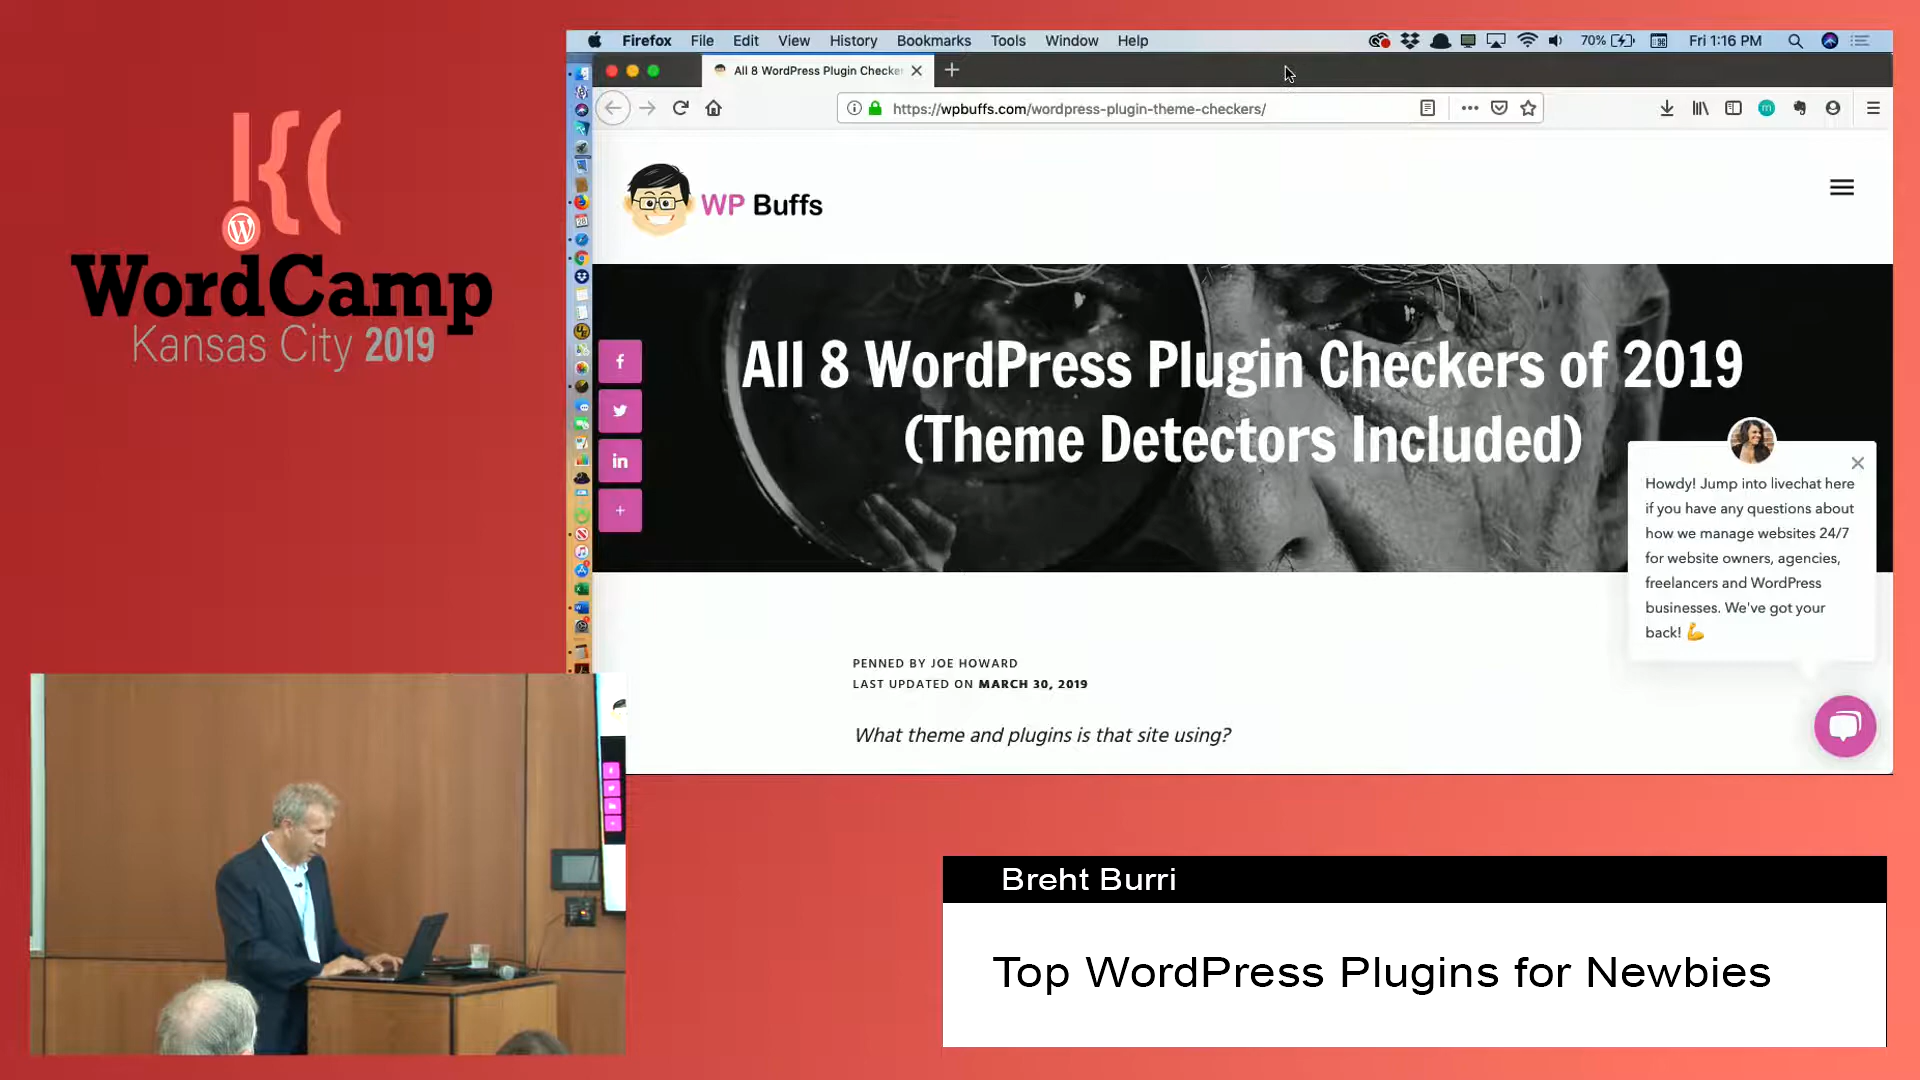 WordCamp
Kansas City 2019
Firefox File Edit View History Bookmarks Tools Window Help
70% Fri 1:16 PM
All 8 WordPress Plugin Checke
https://wpbuffs.com/wordpress-plugin-theme-checkers/
WP Buffs
All 8 WordPress Plugin Checkers of 2019
(Theme Detectors Included)
Howdy! Jump into livechat here
if you have any questions about
how we manage websites 24/7
for website owners, agencies,
freelancers and WordPress
businesses. We've got your
back! 💪
PENNED BY JOE HOWARD
LAST UPDATED ON MARCH 30, 2019
What theme and plugins is that site using?
Breht Burri
Top WordPress Plugins for Newbies